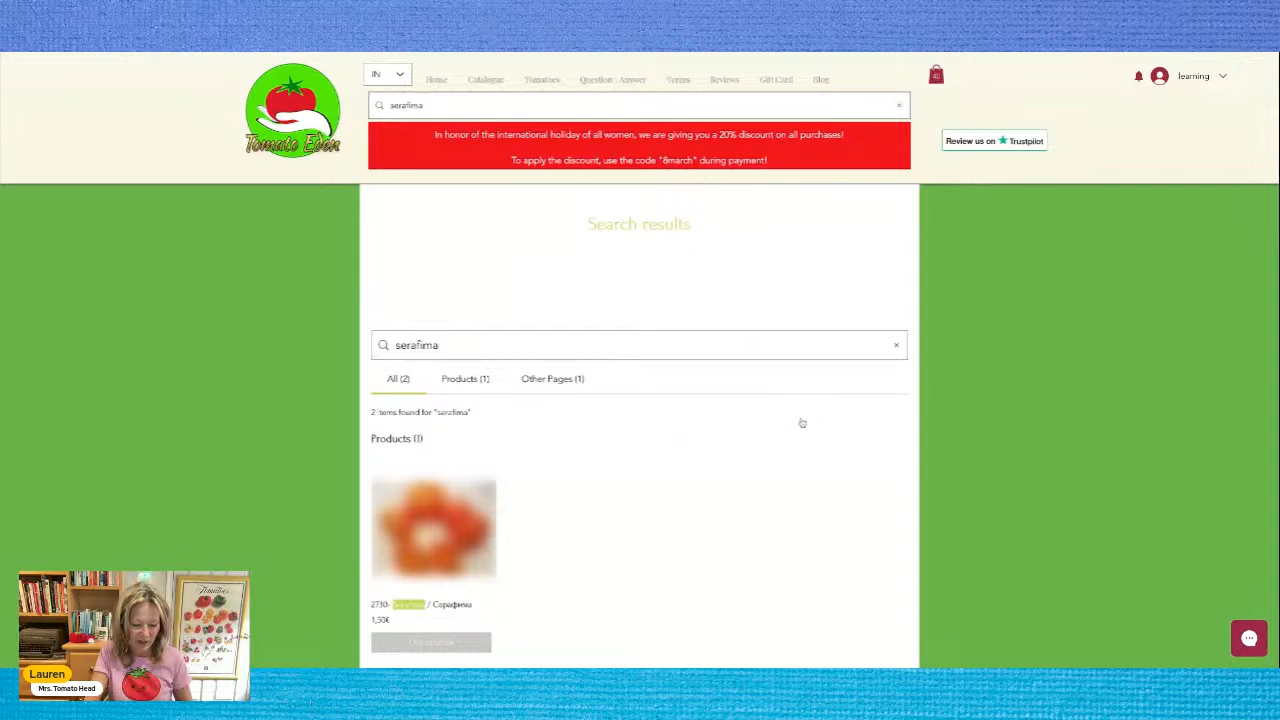 IN
Home Catalogue Tomatoes Question - Answer Terms Reviews Gift Card Blog
learning
serafima
In honor of the international holiday of all women, we are giving you a 20% discount on all purchases!
To apply the discount, use the code "8march" during payment!
Review us on Trustpilot
Tomato Eden
Search results
serafima
All (2) Products (1) Other Pages (1)
2 items found for "serafima"
Products (1)
2730- / Серафима
1,50€
Tomatoes
Lauren
Mrs. Tomato Head